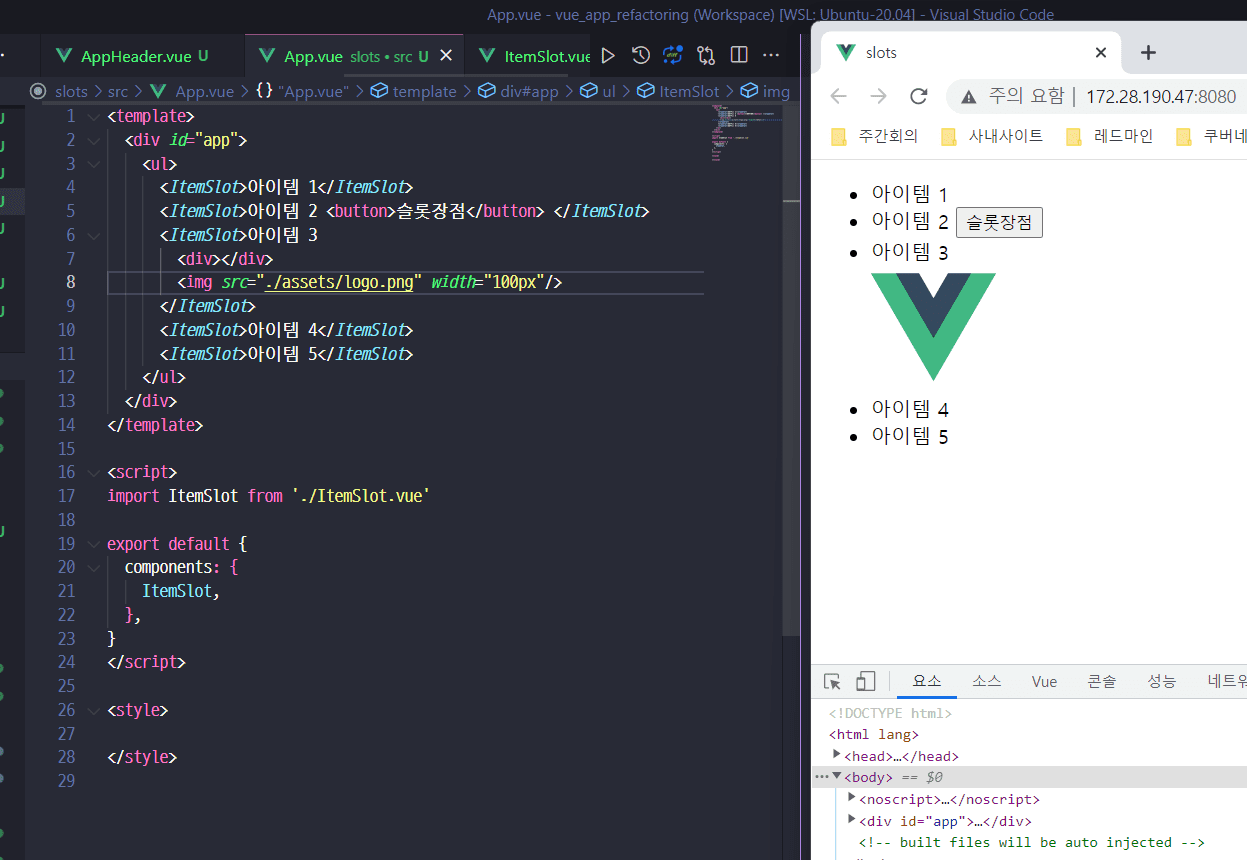 App.vue - vue_app_refactoring (Workspace) [WSL: Ubuntu-20.04] - Visual Studio Code
AppHeader.vue U
App.vue slots • src U
ItemSlot.vue
slots > src > App.vue > {} "App.vue" > template > div#app > ul > ItemSlot > img
1 <template>
2 <div id="app">
3 <ul>
4 <ItemSlot>아이템 1</ItemSlot>
5 <ItemSlot>아이템 2 <button>슬롯장점</button> </ItemSlot>
6 <ItemSlot>아이템 3
7 <div></div>
8 <img src="./assets/logo.png" width="100px"/>
9 </ItemSlot>
10 <ItemSlot>아이템 4</ItemSlot>
11 <ItemSlot>아이템 5</ItemSlot>
12 </ul>
13 </div>
14 </template>
15
16 <script>
17 import ItemSlot from './ItemSlot.vue'
18
19 export default {
20 components: {
21 ItemSlot,
22 },
23 }
24 </script>
25
26 <style>
27
28 </style>
29
slots
주의 요함 | 172.28.190.47:8080
주간회의 사내사이트 레드마인 쿠버네
• 아이템 1
• 아이템 2 슬롯장점
• 아이템 3
• 아이템 4
• 아이템 5
요소 소스 Vue 콘솔 성능 네트워
<!DOCTYPE html>
<html lang>
<head>…</head>
<body> == $0
<noscript>…</noscript>
<div id="app">…</div>
<!-- built files will be auto injected -->